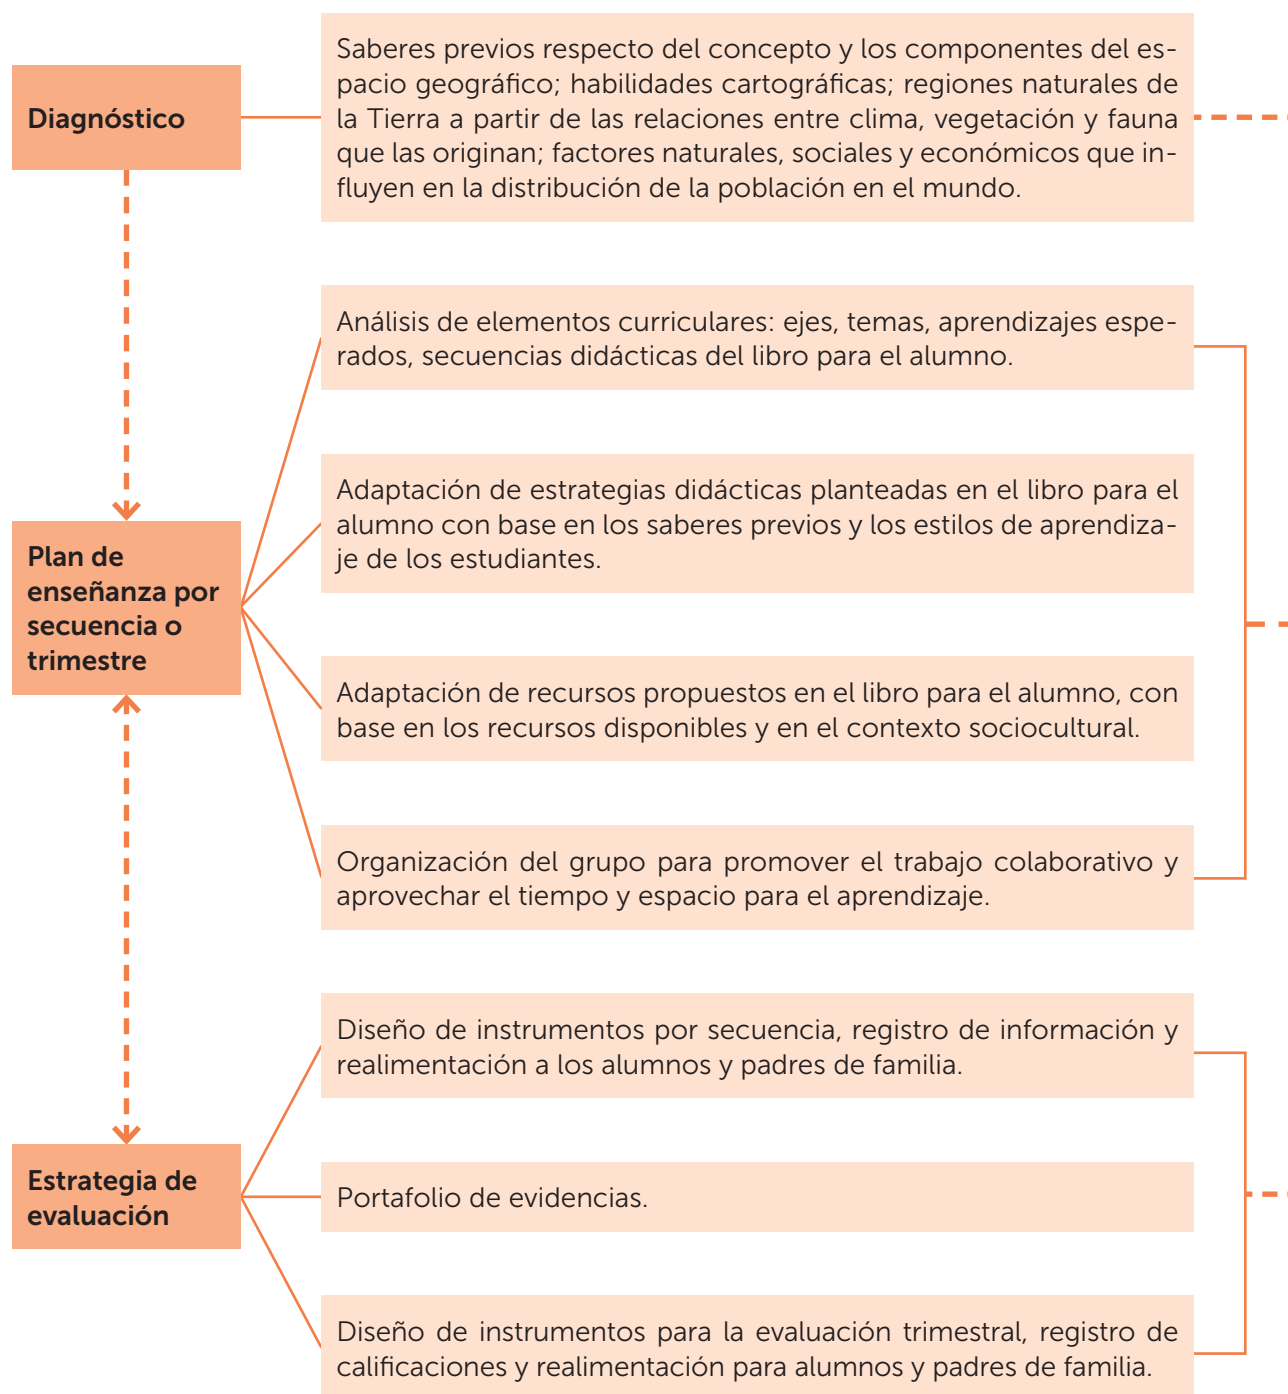 Diagnóstico
Saberes previos respecto del concepto y los componentes del es-
pacio geográfico; habilidades cartográficas; regiones naturales de
la Tierra a partir de las relaciones entre clima, vegetación y fauna
que las originan; factores naturales, sociales y económicos que in-
fluyen en la distribución de la población en el mundo.
Plan de
enseñanza por
secuencia o
trimestre
Análisis de elementos curriculares: ejes, temas, aprendizajes espe-
rados, secuencias didácticas del libro para el alumno.
Adaptación de estrategias didácticas planteadas en el libro para el
alumno con base en los saberes previos y los estilos de aprendiza-
je de los estudiantes.
Adaptación de recursos propuestos en el libro para el alumno, con
base en los recursos disponibles y en el contexto sociocultural.
Organización del grupo para promover el trabajo colaborativo y
aprovechar el tiempo y espacio para el aprendizaje.
Estrategia de
evaluación
Diseño de instrumentos por secuencia, registro de información y
realimentación a los alumnos y padres de familia.
Portafolio de evidencias.
Diseño de instrumentos para la evaluación trimestral, registro de
calificaciones y realimentación para alumnos y padres de familia.